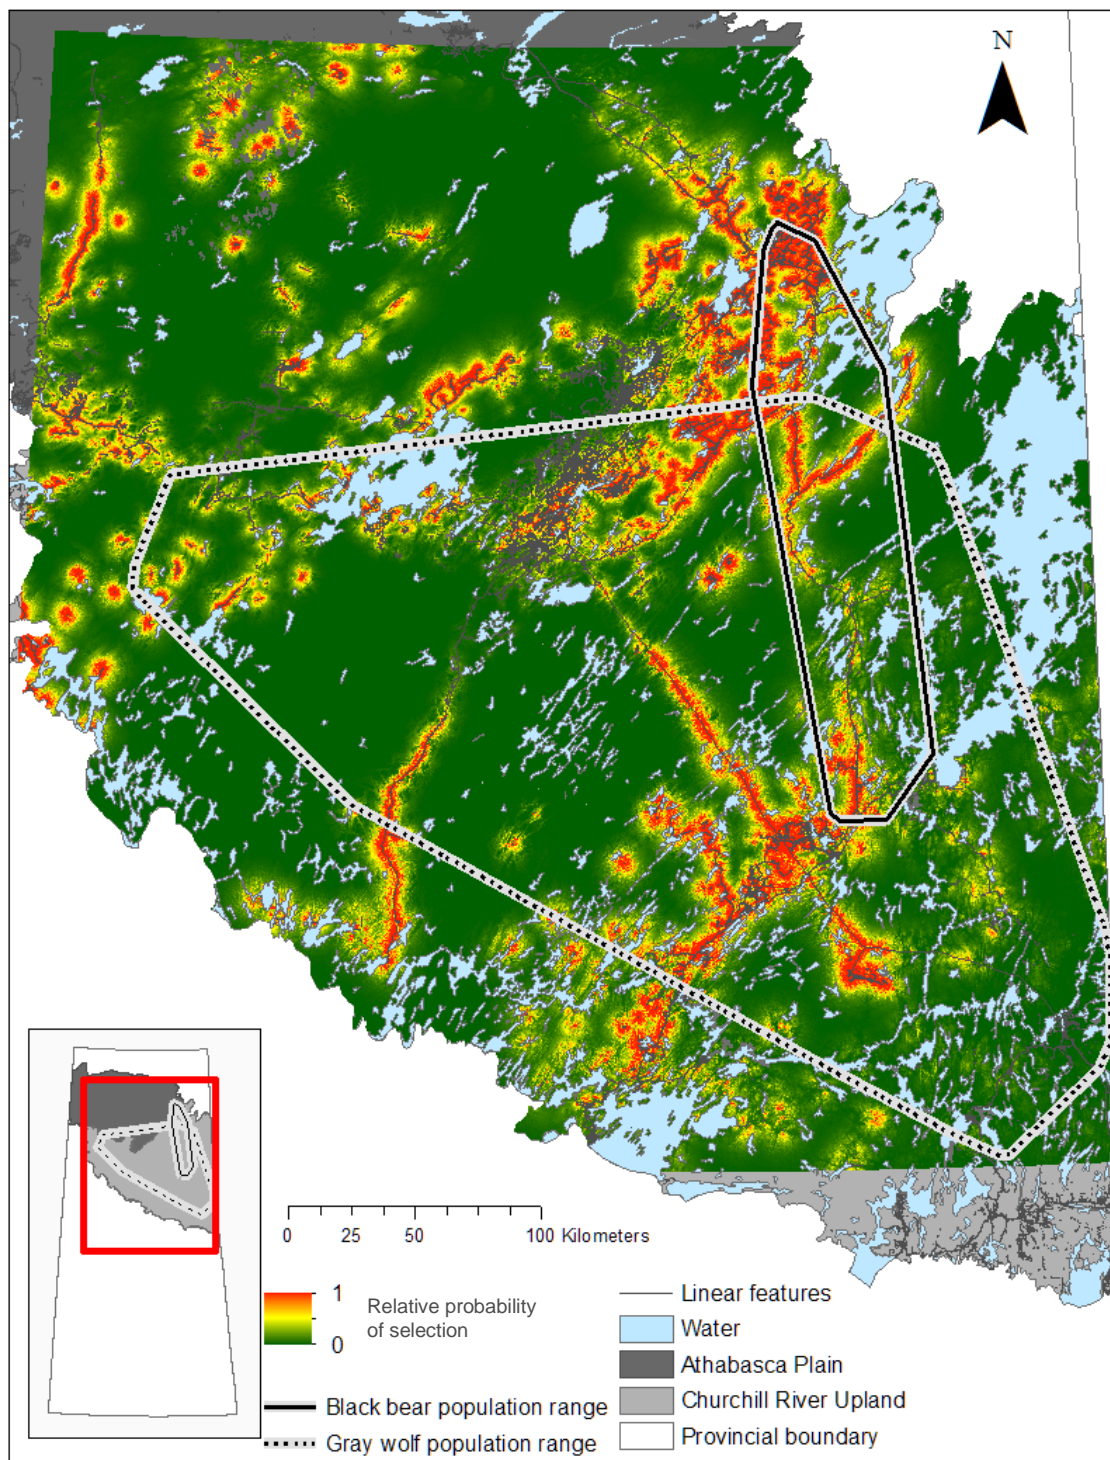 N
0 25 50 100 Kilometers
1
Relative probability
of selection
0
Black bear population range
Gray wolf population range
Linear features
Water
Athabasca Plain
Churchill River Upland
Provincial boundary